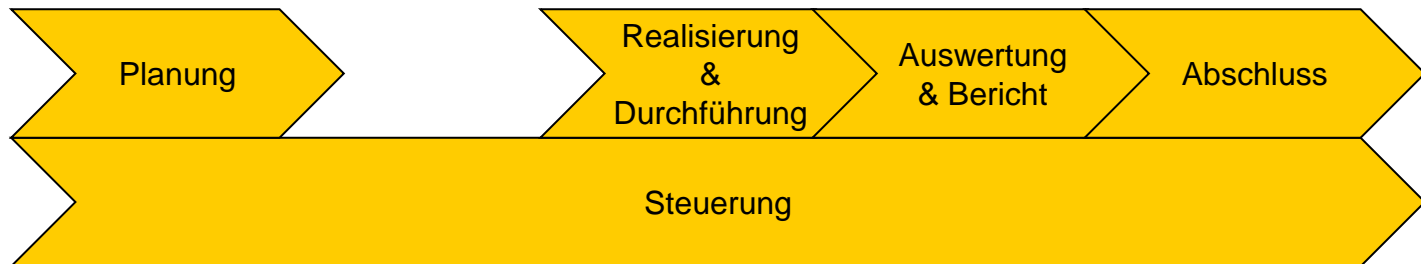 Planung
Realisierung
&
Durchführung
Auswertung
& Bericht
Abschluss
Steuerung